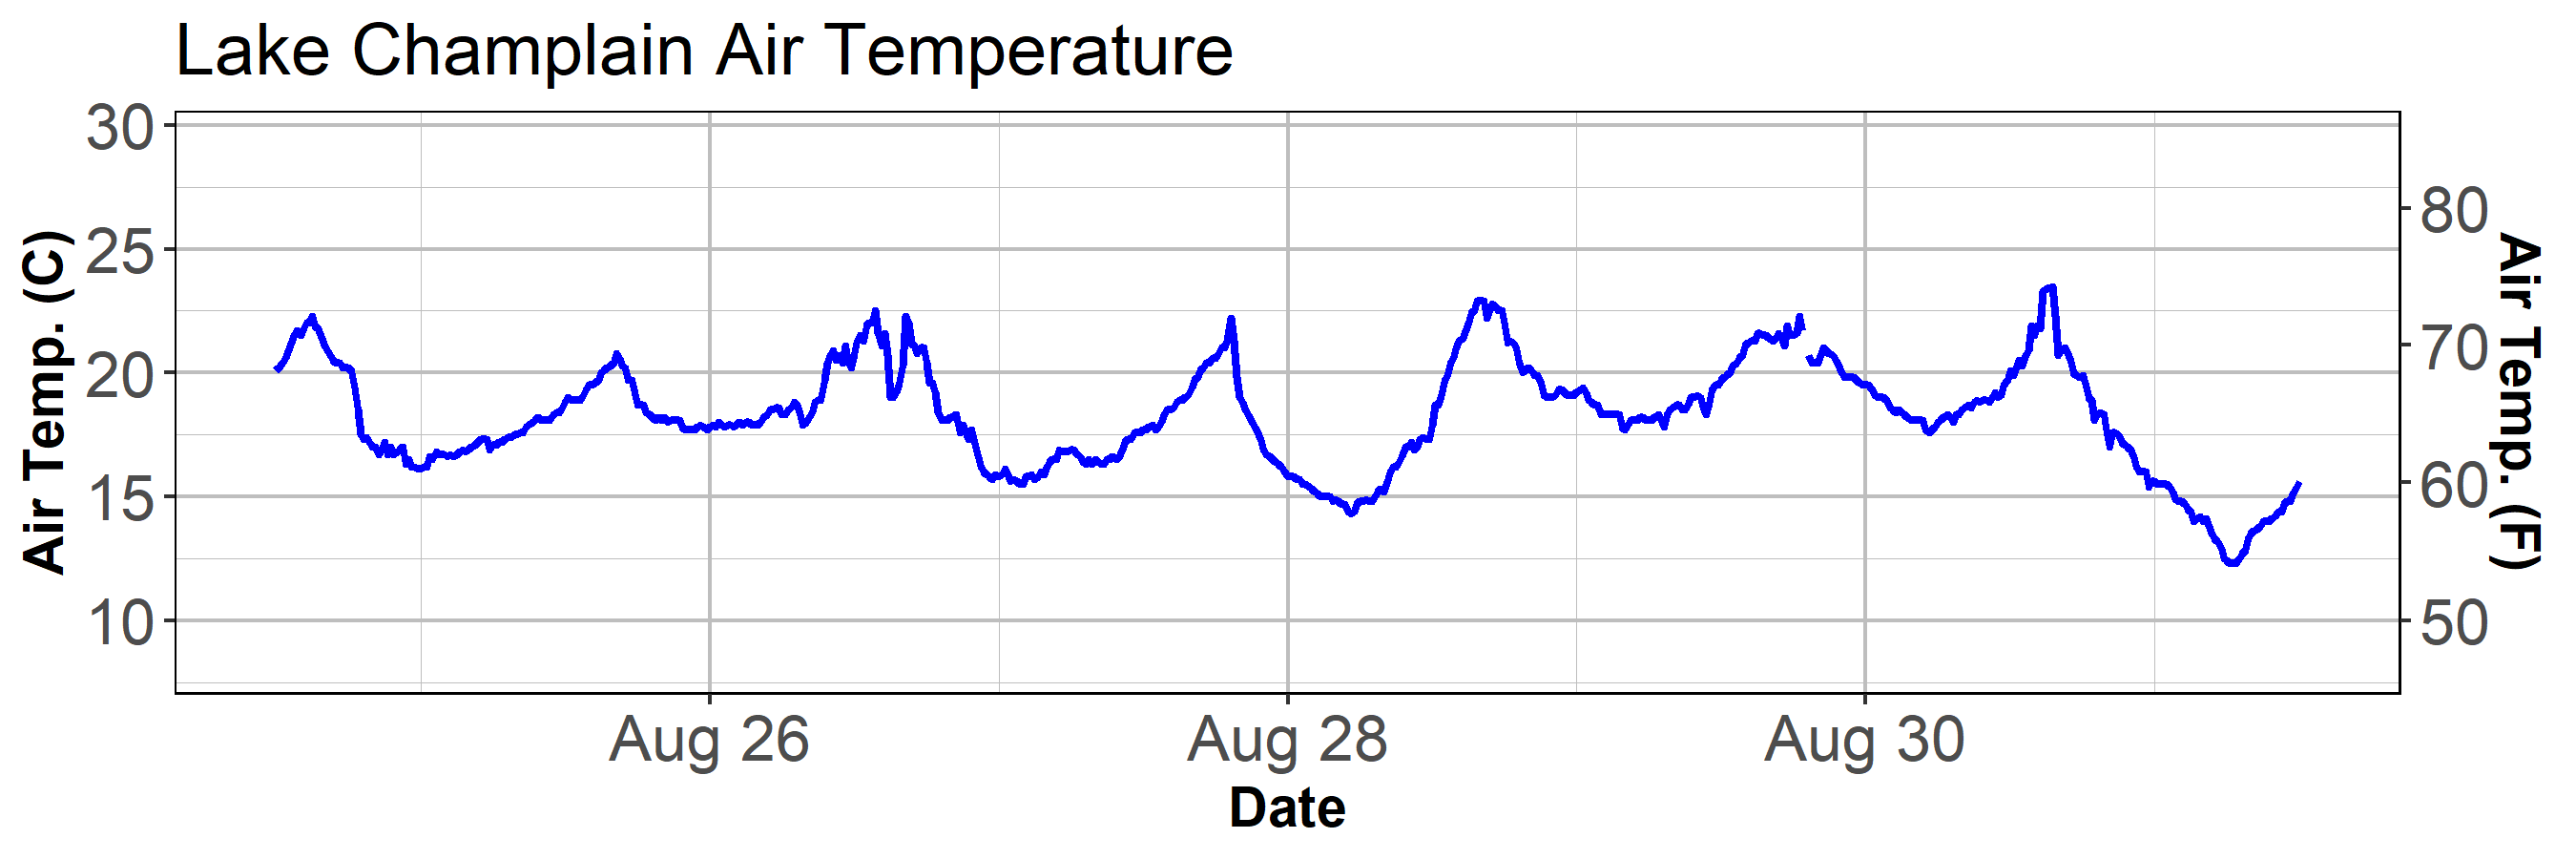 Lake Champlain Air Temperature
Air Temp. (C)
30
25
20
15
10
80
70
60
50
Air Temp. (F)
Aug 26
Aug 28
Aug 30
Date